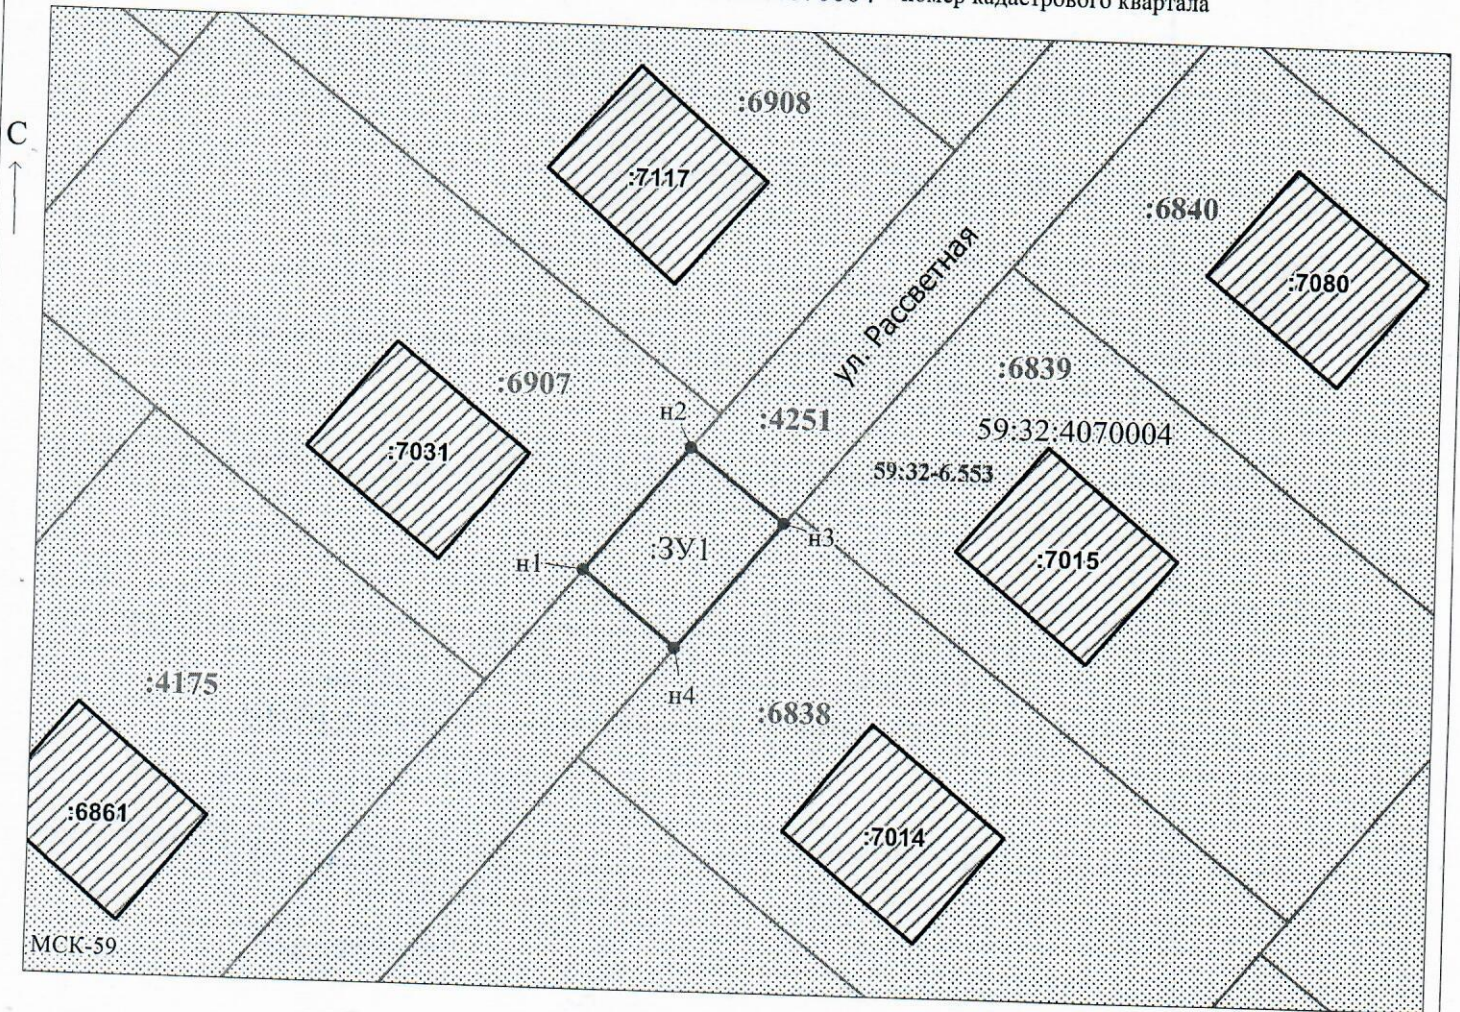 номер кадастрового квартала
:6908
С
:7117
:6840
ул. Рассветная
:7080
:6839
:6907
н2
:4251
59:32:4070004
:7031
59:32-6.553
н3
:ЗУ1
н1
:7015
:4175
н4
:6838
:6861
:7014
МСК-59